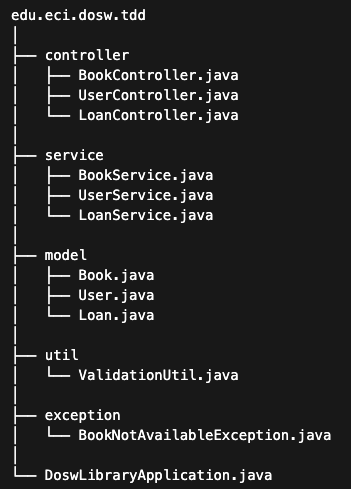 edu.eci.dosw.tdd
│
├── controller
│   ├── BookController.java
│   ├── UserController.java
│   └── LoanController.java
│
├── service
│   ├── BookService.java
│   ├── UserService.java
│   └── LoanService.java
│
├── model
│   ├── Book.java
│   ├── User.java
│   └── Loan.java
│
├── util
│   └── ValidationUtil.java
│
├── exception
│   └── BookNotAvailableException.java
│
└── DoswLibraryApplication.java